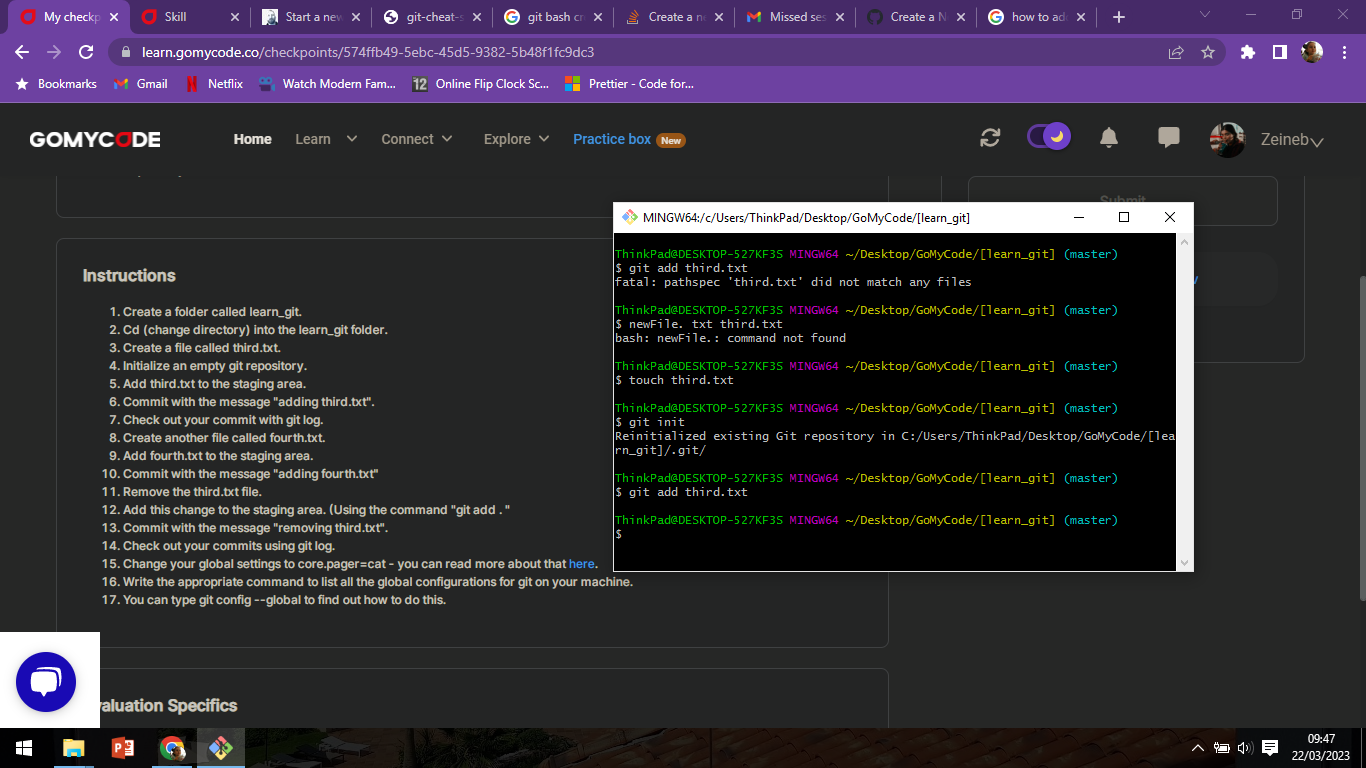 My checkp
Skill
Start a new
git-cheat-s
git bash cr
Create a ne
Missed ses
Create a N
how to add
learn.gomycode.co/checkpoints/574ffb49-5ebc-45d5-9382-5b48f1fc9dc3
Bookmarks
Gmail
Netflix
Watch Modern Fam...
12
Online Flip Clock Sc...
Prettier - Code for...
GOMYCODE
Home
Learn
Connect
Explore
Practice box New
Zeineb
Submit
Instructions
1. Create a folder called learn_git.
2. Cd (change directory) into the learn_git folder.
3. Create a file called third.txt.
4. Initialize an empty git repository.
5. Add third.txt to the staging area.
6. Commit with the message "adding third.txt".
7. Check out your commit with git log.
8. Create another file called fourth.txt.
9. Add fourth.txt to the staging area.
10. Commit with the message "adding fourth.txt"
11. Remove the third.txt file.
12. Add this change to the staging area. (Using the command "git add . "
13. Commit with the message "removing third.txt".
14. Check out your commits using git log.
15. Change your global settings to core.pager=cat - you can read more about that here.
16. Write the appropriate command to list all the global configurations for git on your machine.
17. You can type git config --global to find out how to do this.
MINGW64:/c/Users/ThinkPad/Desktop/GoMyCode/[learn_git]
ThinkPad@DESKTOP-527KF3S MINGW64 ~/Desktop/GoMyCode/[learn_git] (master)
$ git add third.txt
fatal: pathspec 'third.txt' did not match any files
ThinkPad@DESKTOP-527KF3S MINGW64 ~/Desktop/GoMyCode/[learn_git] (master)
$ newFile. txt third.txt
bash: newFile.: command not found
ThinkPad@DESKTOP-527KF3S MINGW64 ~/Desktop/GoMyCode/[learn_git] (master)
$ touch third.txt
ThinkPad@DESKTOP-527KF3S MINGW64 ~/Desktop/GoMyCode/[learn_git] (master)
$ git init
Reinitialized existing Git repository in C:/Users/ThinkPad/Desktop/GoMyCode/[lea
rn_git]/.git/
ThinkPad@DESKTOP-527KF3S MINGW64 ~/Desktop/GoMyCode/[learn_git] (master)
$ git add third.txt
ThinkPad@DESKTOP-527KF3S MINGW64 ~/Desktop/GoMyCode/[learn_git] (master)
$
valuation Specifics
09:47
22/03/2023